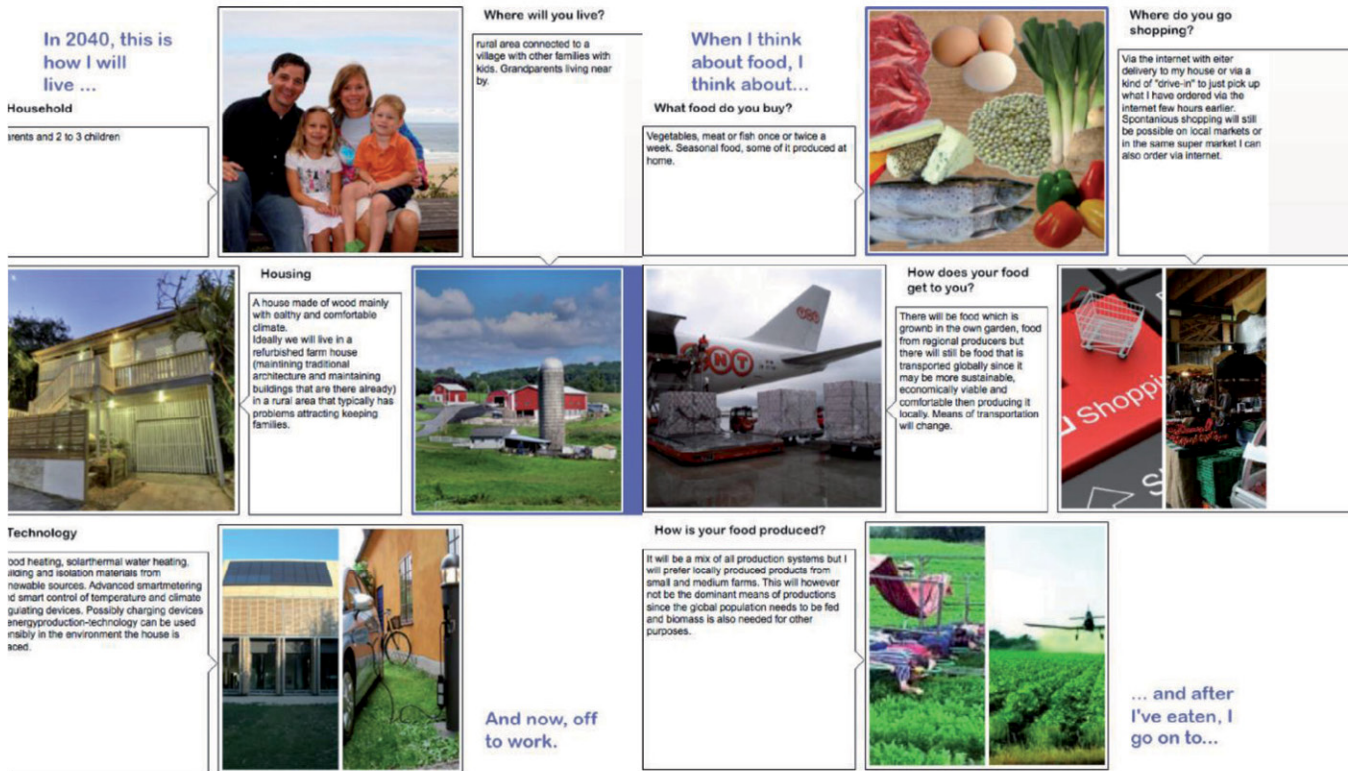 In 2040, this is
how I will
live ...
Household
arents and 2 to 3 children
Where will you live?
rural area connected to a
village with other families with
kids. Grandparents living near
by.
Housing
A house made of wood mainly
with ealthy and comfortable
climate.
Ideally we will live in a
refurbished farm house
(maintlining traditional
architecture and maintaining
buildings that are there already)
in a rural area that typically has
problems attracting keeping
families.
Technology
ood heating, solarthermal water heating,
uilding and isolation materials from
newable sources. Advanced smartmetering
nd smart control of temperature and climate
gulating devices. Possibly charging devices
energyproduction-technology can be used
ensibly in the environment the house is
aced.
And now, off
to work.
When I think
about food, I
think about...
What food do you buy?
Vegetables, meat or fish once or twice a
week. Seasonal food, some of it produced at
home.
Where do you go
shopping?
Via the internet with eiter
delivery to my house or via a
kind of "drive-in" to just pick up
what I have ordered via the
internet few hours earlier.
Spontanious shopping will still
be possible on local markets or
in the same super market I can
also order via internet.
TNT
How does your food
get to you?
There will be food which is
grownb in the own garden, food
from regional producers but
there will still be food that is
transported globally since it
may be more sustainable,
economically viable and
comfortable then producing it
locally. Means of transportation
will change.
Shoppi
How is your food produced?
It will be a mix of all production systems but I
will prefer locally produced products from
small and medium farms. This will however
not be the dominant means of productions
since the global population needs to be fed
and biomass is also needed for other
purposes.
... and after
I've eaten, I
go on to...